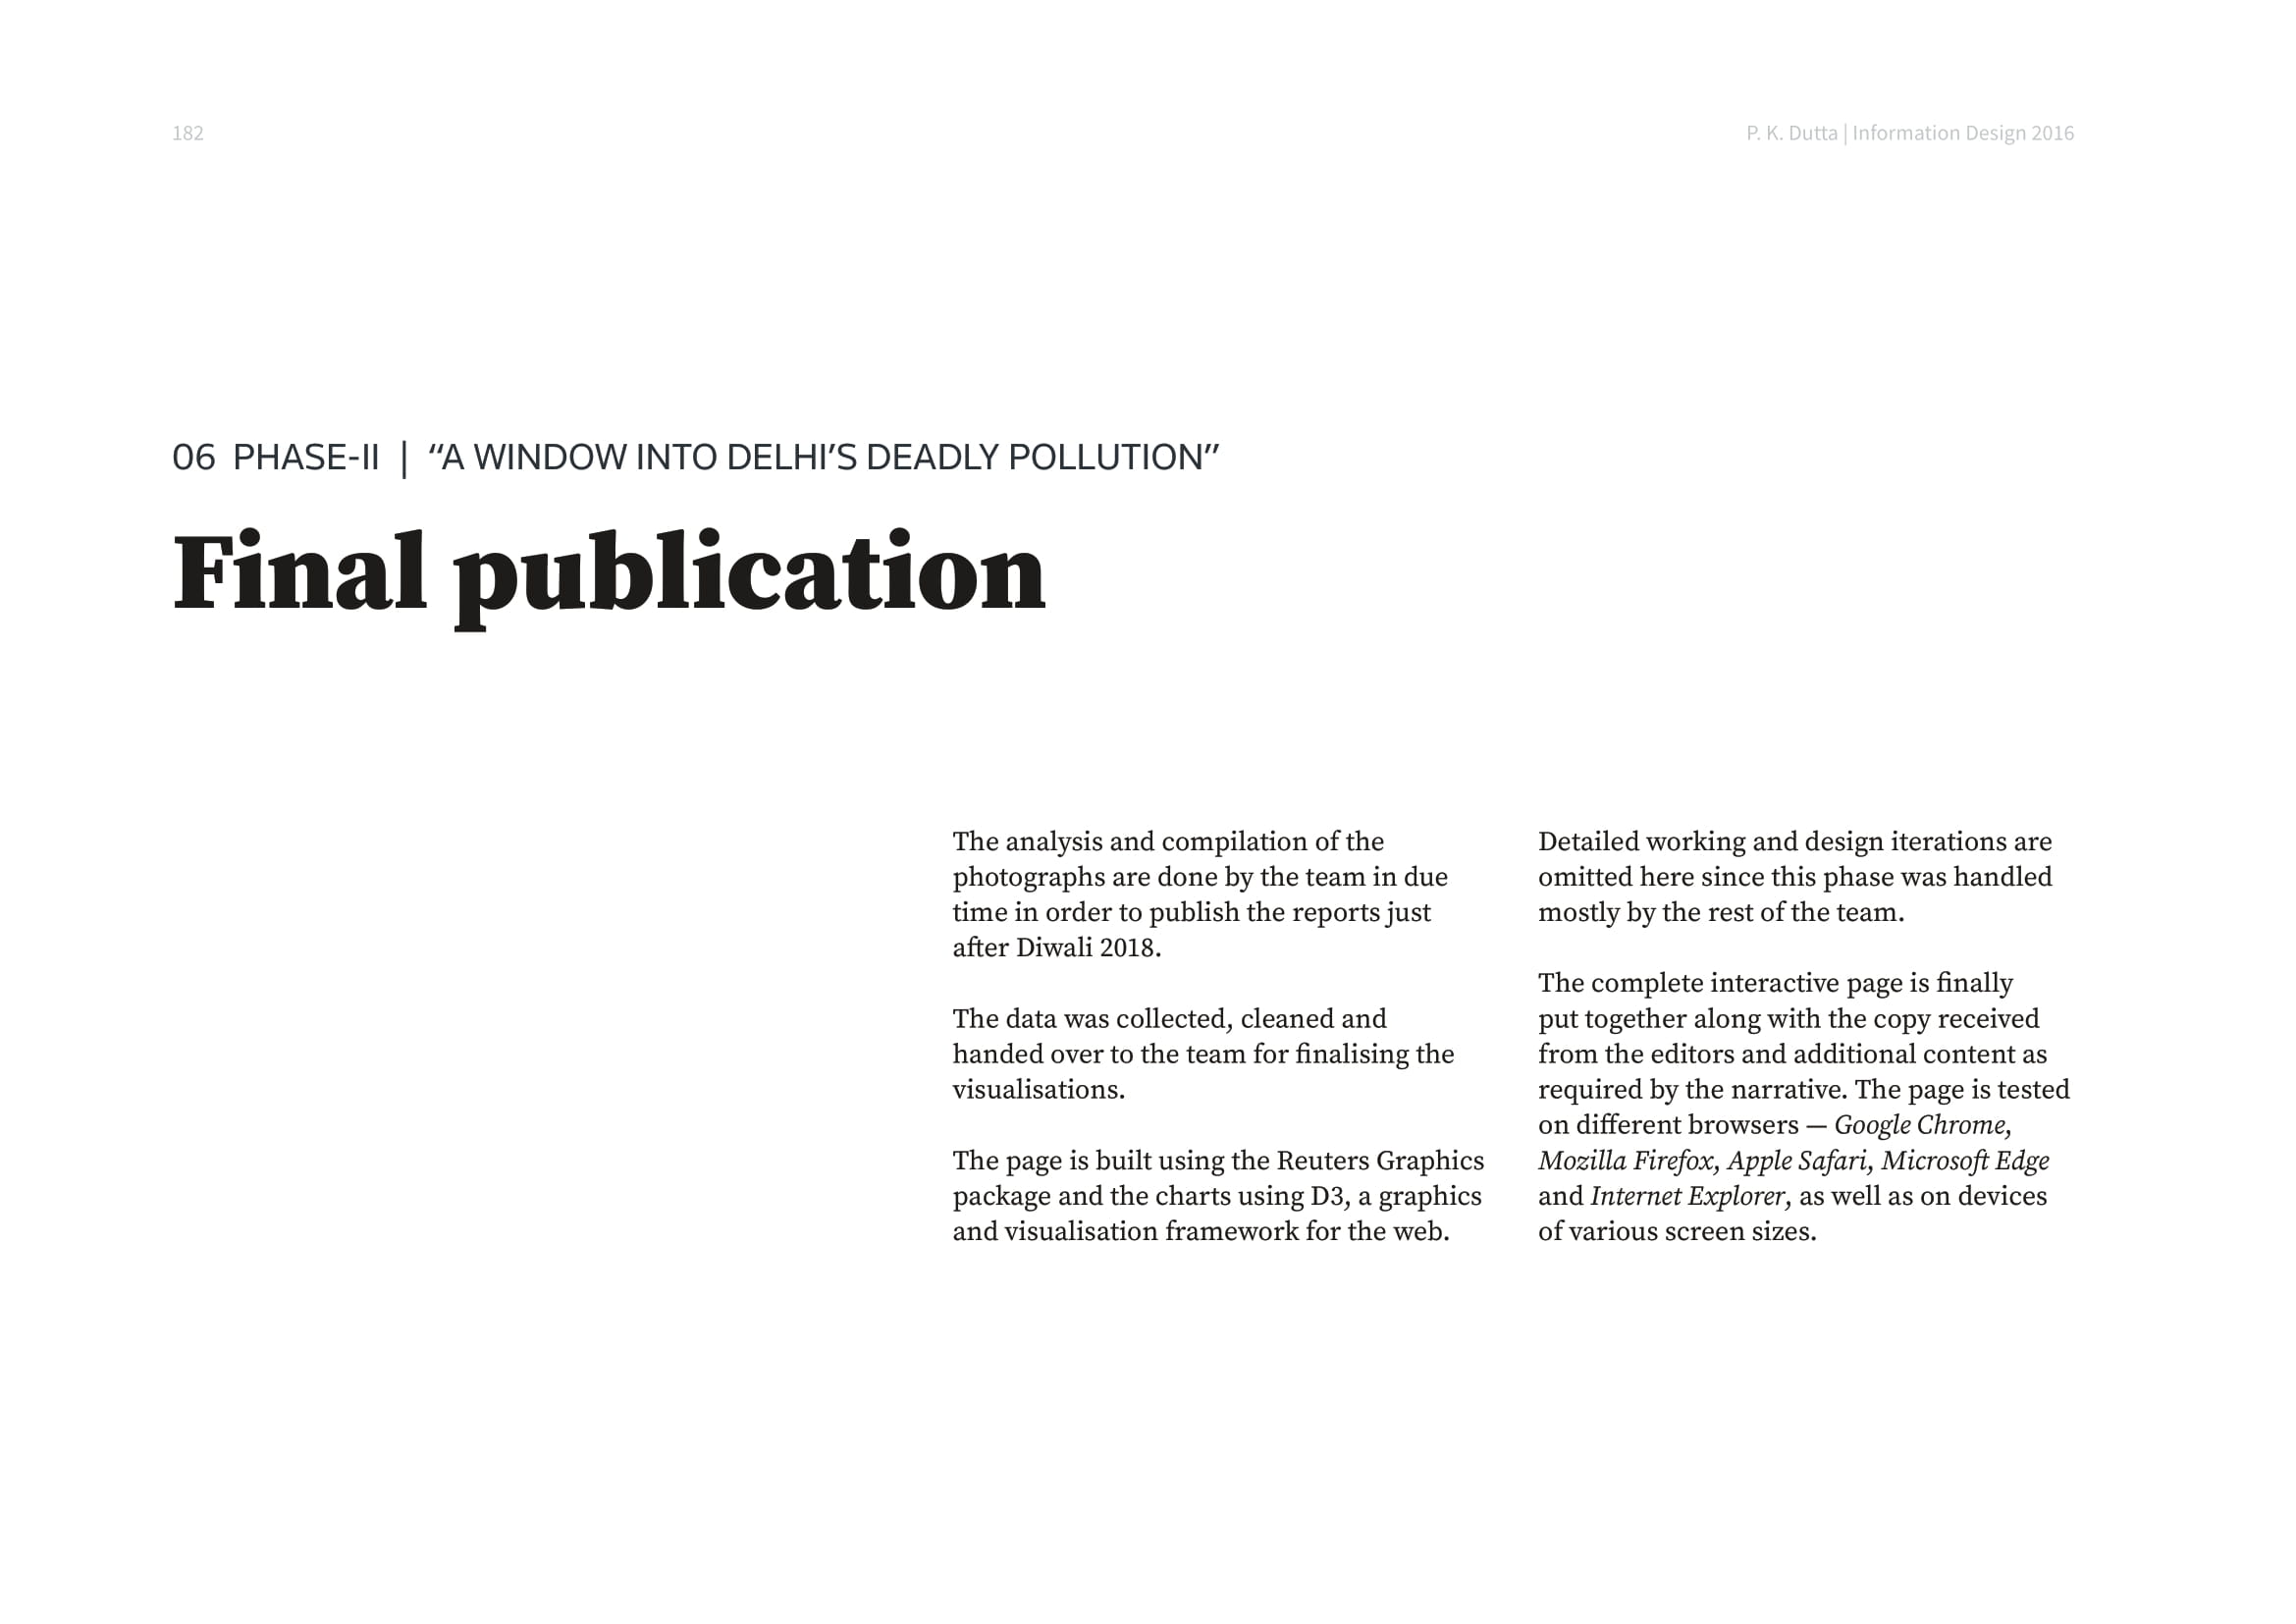 182
P. K. Dutta | Information Design 2016
06 PHASE-II | “A WINDOW INTO DELHI’S DEADLY POLLUTION”
Final publication
The analysis and compilation of the
photographs are done by the team in due
time in order to publish the reports just
after Diwali 2018.
The data was collected, cleaned and
handed over to the team for finalising the
visualisations.
The page is built using the Reuters Graphics
package and the charts using D3, a graphics
and visualisation framework for the web.
Detailed working and design iterations are
omitted here since this phase was handled
mostly by the rest of the team.
The complete interactive page is finally
put together along with the copy received
from the editors and additional content as
required by the narrative. The page is tested
on different browsers — Google Chrome,
Mozilla Firefox, Apple Safari, Microsoft Edge
and Internet Explorer, as well as on devices
of various screen sizes.